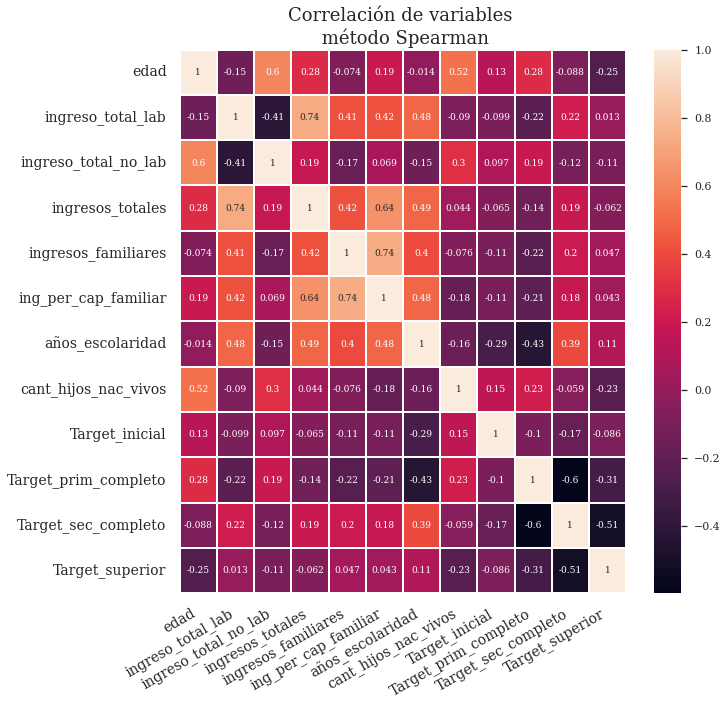 Correlación de variables
método Spearman
edad 1 -0.15 0.6 0.28 -0.074 0.19 -0.014 0.52 0.13 0.28 -0.088 -0.25
ingreso_total_lab -0.15 1 -0.41 0.74 0.41 0.42 0.48 -0.09 -0.099 -0.22 0.22 0.013
ingreso_total_no_lab 0.6 -0.41 1 0.19 -0.17 0.069 -0.15 0.3 0.097 0.19 -0.12 -0.11
ingresos_totales 0.28 0.74 0.19 1 0.42 0.64 0.49 0.044 -0.065 -0.14 0.19 -0.062
ingresos_familiares -0.074 0.41 -0.17 0.42 1 0.74 0.4 -0.076 -0.11 -0.22 0.2 0.047
ing_per_cap_familiar 0.19 0.42 0.069 0.64 0.74 1 0.48 -0.18 -0.11 -0.21 0.18 0.043
años_escolaridad -0.014 0.48 -0.15 0.49 0.4 0.48 1 -0.16 -0.29 -0.43 0.39 0.11
cant_hijos_nac_vivos 0.52 -0.09 0.3 0.044 -0.076 -0.18 -0.16 1 0.15 0.23 -0.059 -0.23
Target_inicial 0.13 -0.099 0.097 -0.065 -0.11 -0.11 -0.29 0.15 1 -0.1 -0.17 -0.086
Target_prim_completo 0.28 -0.22 0.19 -0.14 -0.22 -0.21 -0.43 0.23 -0.1 1 -0.6 -0.31
Target_sec_completo -0.088 0.22 -0.12 0.19 0.2 0.18 0.39 -0.059 -0.17 -0.6 1 -0.51
Target_superior -0.25 0.013 -0.11 -0.062 0.047 0.043 0.11 -0.23 -0.086 -0.31 -0.51 1
edad
ingreso_total_lab
ingreso_total_no_lab
ingresos_totales
ingresos_familiares
ing_per_cap_familiar
años_escolaridad
cant_hijos_nac_vivos
Target_inicial
Target_prim_completo
Target_sec_completo
Target_superior
1.0
0.8
0.6
0.4
0.2
0.0
−0.2
−0.4